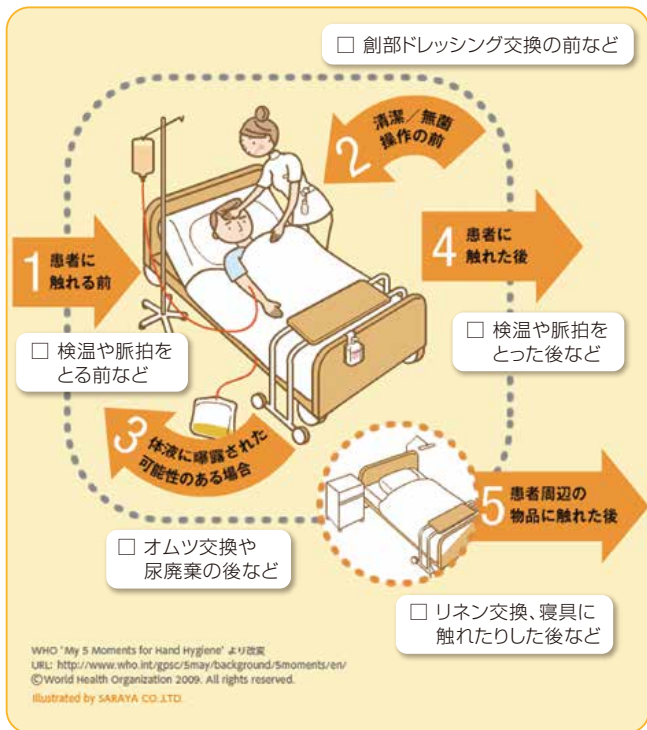 □ 創部ドレッシング交換の前など
2 清潔／無菌
操作の前
1 患者に
触れる前
4 患者に
触れた後
□ 検温や脈拍を
とる前など
□ 検温や脈拍を
とった後など
3 体液に曝露された
可能性のある場合
5 患者周辺の
物品に触れた後
□ オムツ交換や
尿廃棄の後など
□ リネン交換、寝具に
触れたりした後など
WHO 'My 5 Moments for Hand Hygiene' より改変
URL: http://www.who.int/gpsc/5may/background/5moments/en/
©World Health Organization 2009. All rights reserved.
Illustrated by SARAYA CO.,LTD.